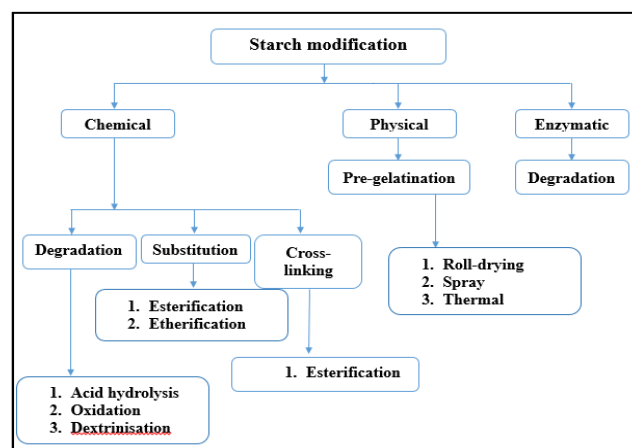 Starch modification
Chemical
Physical
Enzymatic
Pre-gelatination
Degradation
Degradation
Substitution
Cross-
linking
1. Roll-drying
2. Spray
3. Thermal
1. Esterification
2. Etherification
1. Esterification
1. Acid hydrolysis
2. Oxidation
3. Dextrinisation